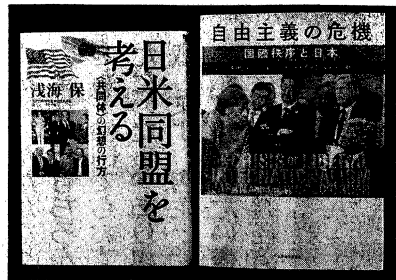 日米同盟を
考える
〈共同体〉の幻想の行方
浅海 保
自由主義の危機
国際秩序と日本